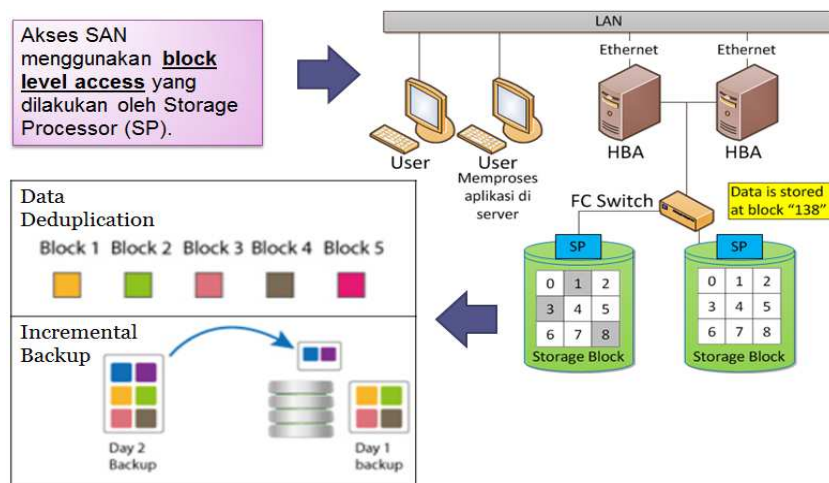 Akses SAN
menggunakan block
level access yang
dilakukan oleh Storage
Processor (SP).
LAN
Ethernet
Ethernet
User
User
Memproses
aplikasi di
server
HBA
HBA
FC Switch
Data is stored
at block "138"
SP
SP
0 1 2
3 4 5
6 7 8
Storage Block
0 1 2
3 4 5
6 7 8
Storage Block
Data
Deduplication
Block 1 Block 2 Block 3 Block 4 Block 5
Incremental
Backup
Day 2
Backup
Day 1
backup